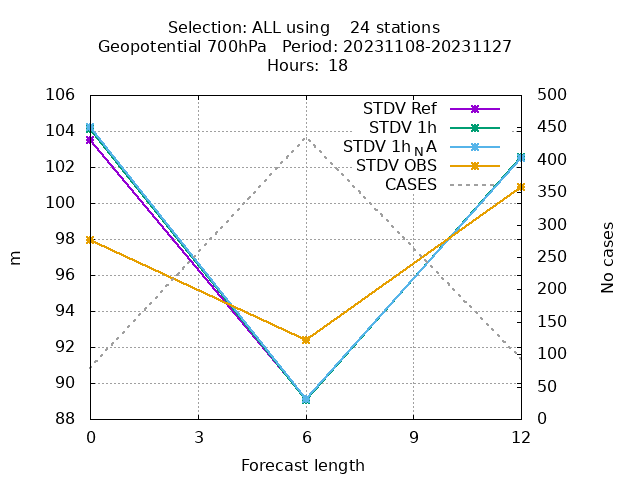 Selection: ALL using    24 stations
Geopotential 700hPa   Period: 20231108-20231127
Hours:  18
106
104
102
100
98
96
94
92
90
88
m
500
450
400
350
300
250
200
150
100
50
0
No cases
STDV Ref
STDV 1h
STDV 1h_N A
STDV OBS
CASES
0 3 6 9 12
Forecast length